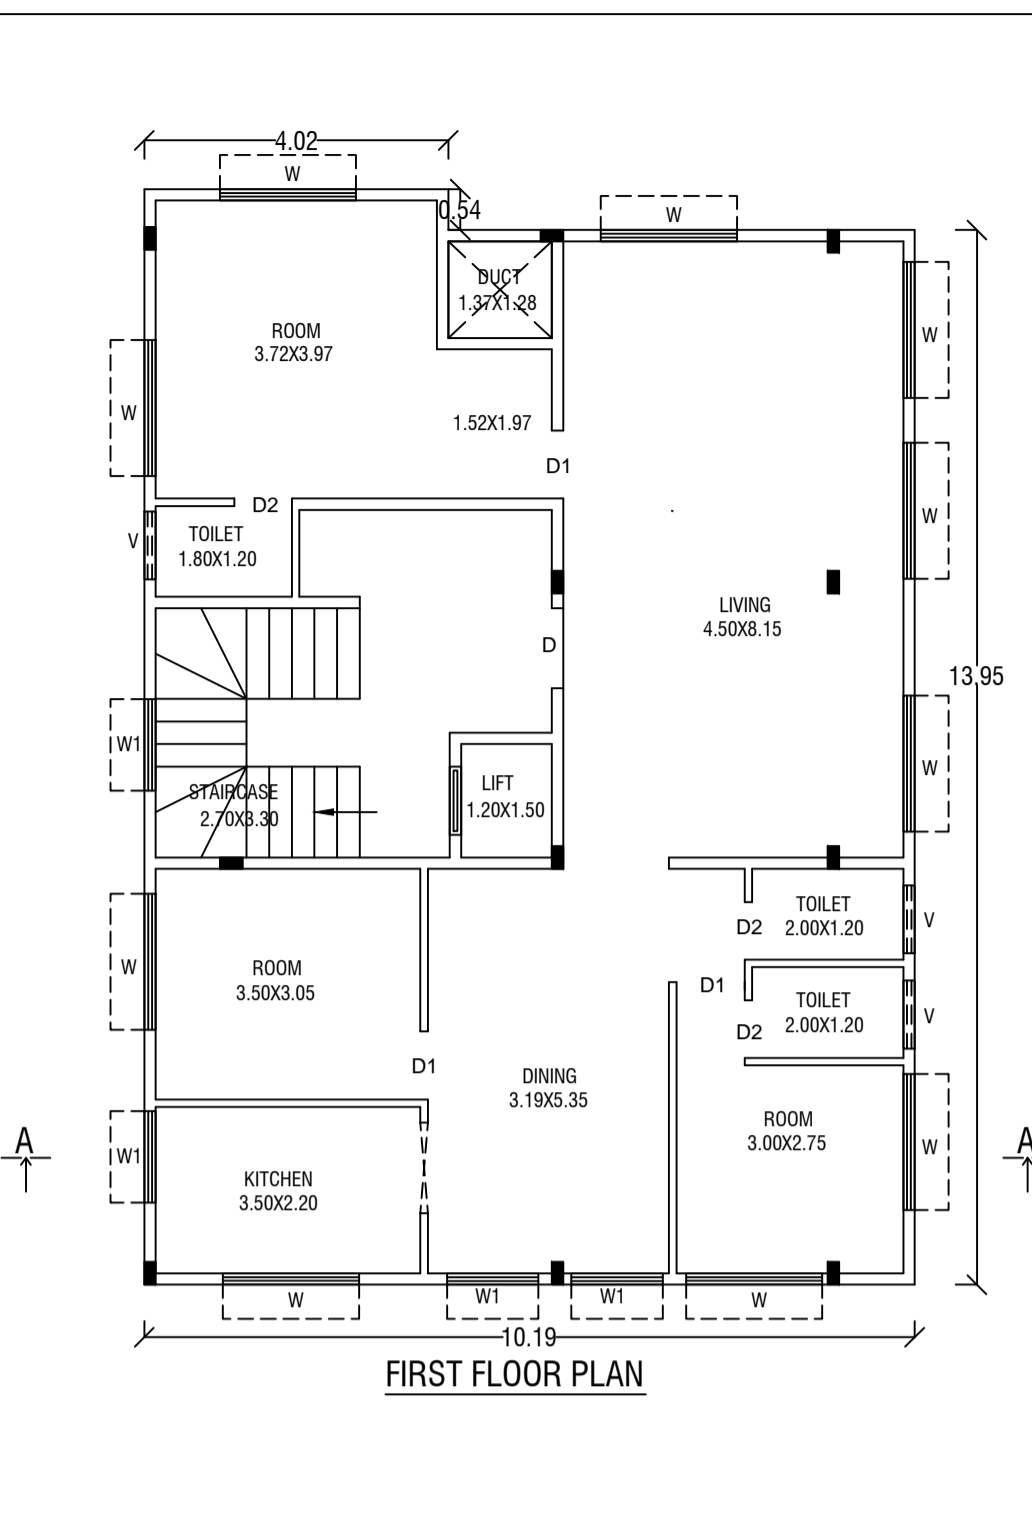 4.02
W
0.54
W
DUCT
1.37X1.28
ROOM
3.72X3.97
W
W
1.52X1.97
D1
D2
W
TOILET
1.80X1.20
V
LIVING
4.50X8.15
D
13.95
W1
STAIRCASE
2.70X3.30
LIFT
1.20X1.50
W
TOILET
2.00X1.20
D2
V
W
ROOM
3.50X3.05
D1
TOILET
2.00X1.20
D2
V
D1
DINING
3.19X5.35
ROOM
3.00X2.75
W
A
A
W1
KITCHEN
3.50X2.20
W
W1
W1
W
10.19
FIRST FLOOR PLAN